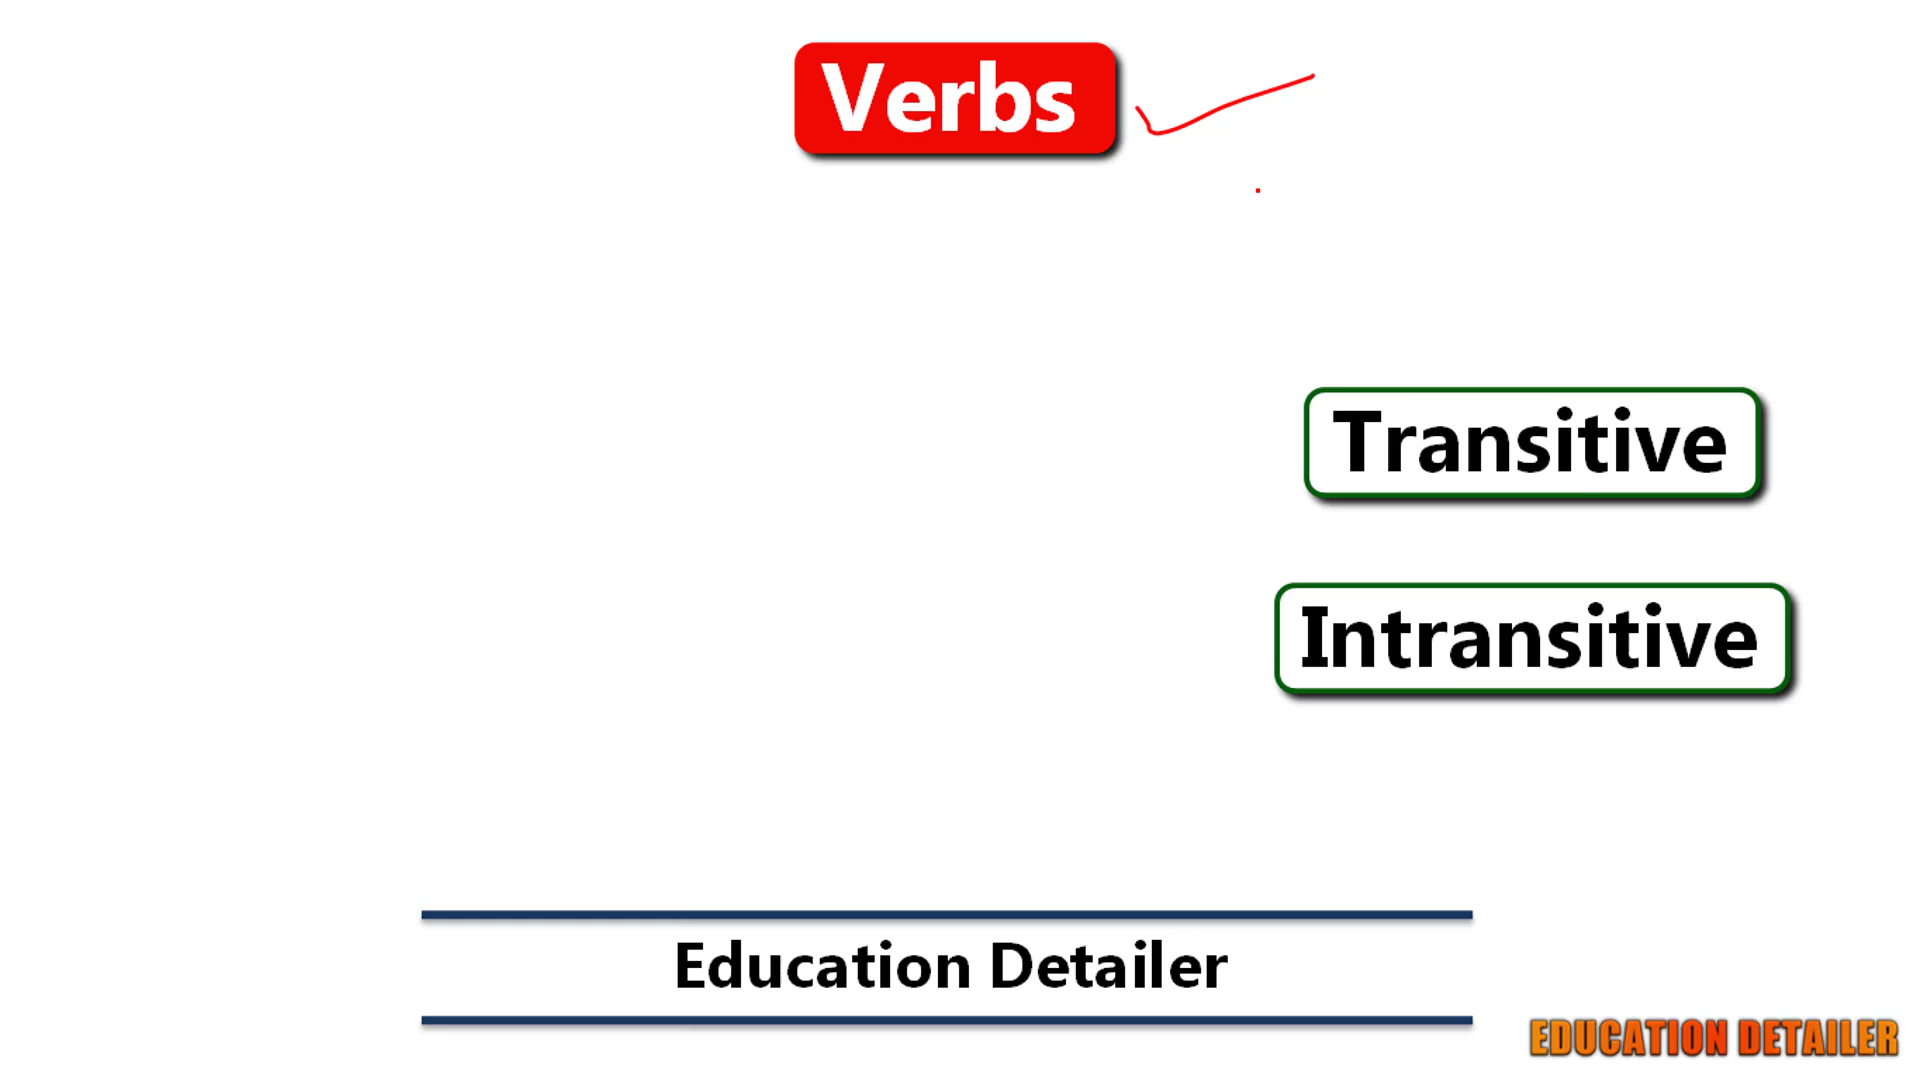 Verbs
Transitive
Intransitive
Education Detailer
EDUCATION DETAILER